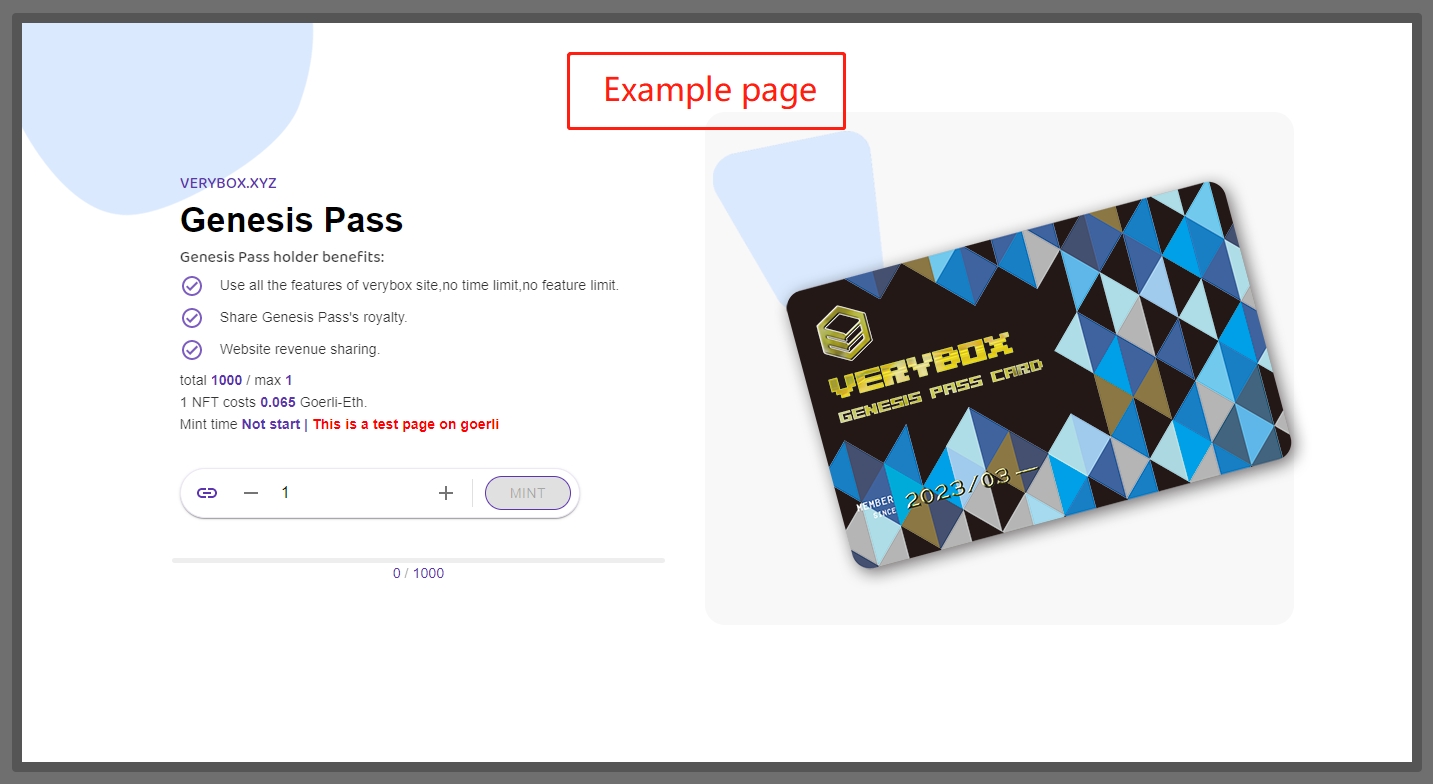 Example page
VERYBOX.XYZ
Genesis Pass
Genesis Pass holder benefits:
Use all the features of verybox site,no time limit,no feature limit.
Share Genesis Pass's royalty.
Website revenue sharing.
total 1000 / max 1
1 NFT costs 0.065 Goerli-Eth.
Mint time Not start | This is a test page on goerli
1
MINT
0 / 1000
VERYBOX
GENESIS PASS CARD
MEMBER SINCE 2023/03—